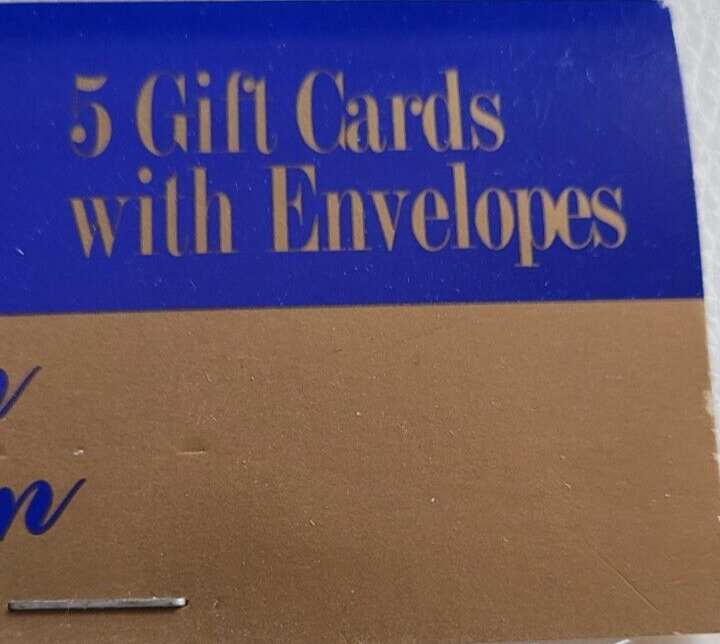 5 Gift Cards
with Envelopes